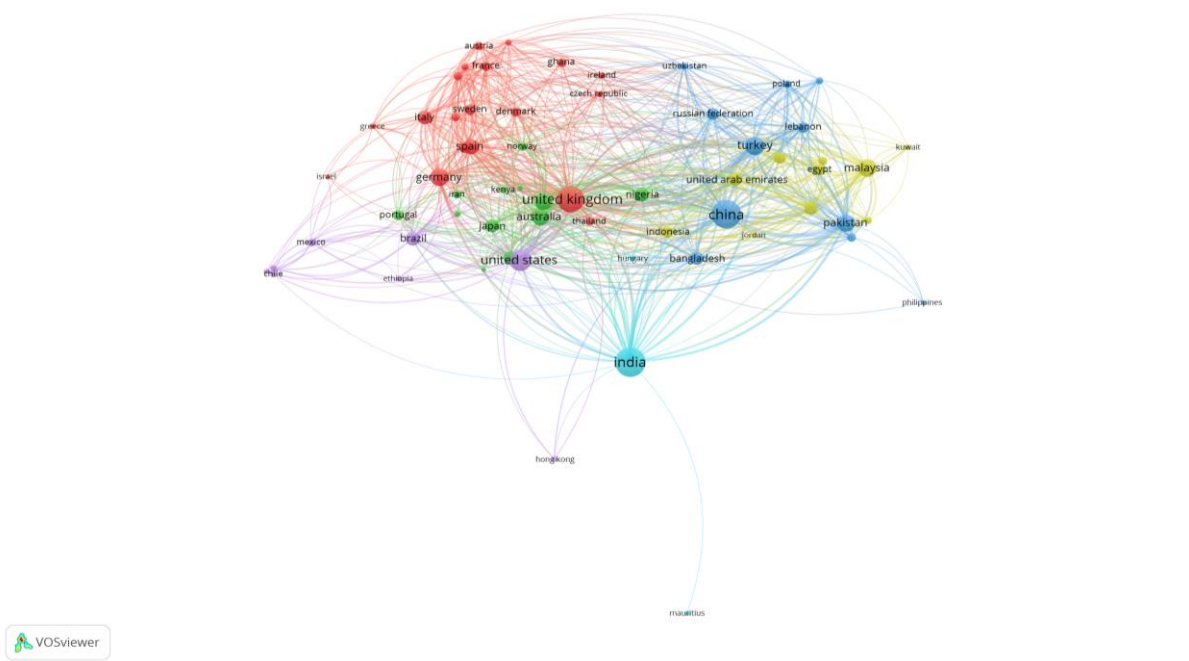 austria
france
ghana
ireland
uzbekistan
czech republic
poland
sweden
denmark
italy
russian federation
greece
lebanon
spain
norway
turkey
kuwait
egypt
malaysia
israel
germany
united arab emirates
kenya
iran
nigeria
united kingdom
portugal
australia
china
thailand
japan
pakistan
indonesia
jordan
brazil
mexico
united states
hungary
bangladesh
chile
ethiopia
philippines
india
hong kong
mauritius
VOSviewer